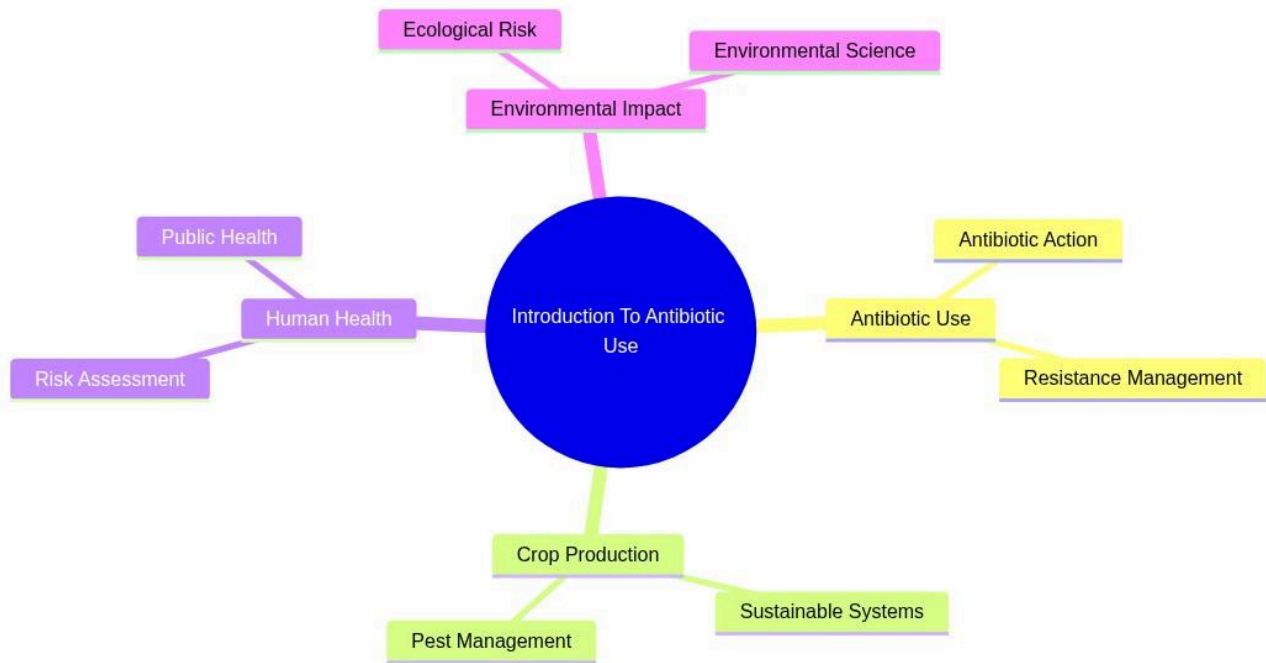 Ecological Risk
Environmental Science
Environmental Impact
Public Health
Antibiotic Action
Human Health
Introduction To Antibiotic
Use
Antibiotic Use
Risk Assessment
Resistance Management
Crop Production
Sustainable Systems
Pest Management